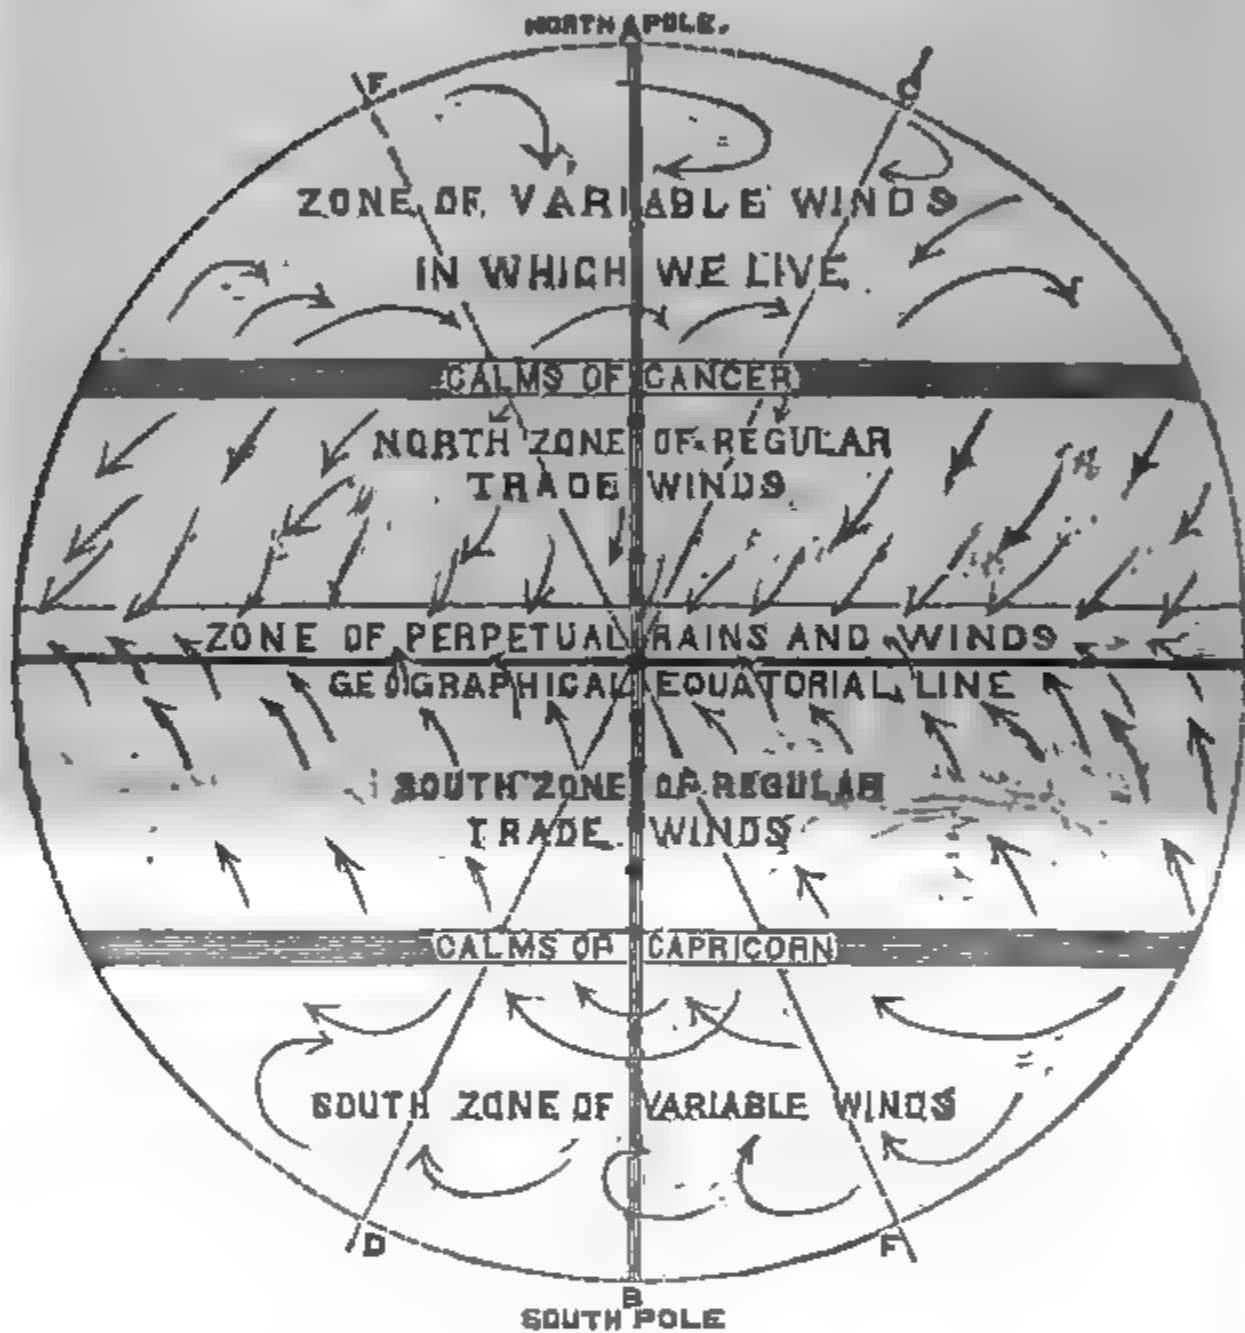 NORTH A POLE.
F
C
ZONE OF VARIABLE WINDS
IN WHICH WE LIVE
CALMS OF CANCER
NORTH ZONE OF REGULAR
TRADE WINDS
ZONE OF PERPETUAL RAINS AND WINDS
GEOGRAPHICAL EQUATORIAL LINE
SOUTH ZONE OF REGULAR
TRADE WINDS
CALMS OF CAPRICORN
SOUTH ZONE OF VARIABLE WINDS
D
F
B
SOUTH POLE